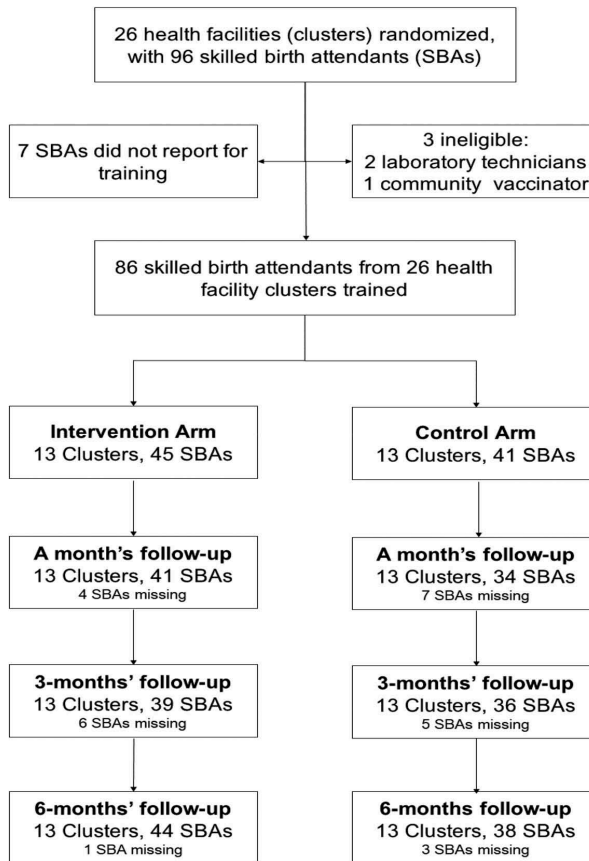 26 health facilities (clusters) randomized,
with 96 skilled birth attendants (SBAs)
7 SBAs did not report for
training
3 ineligible:
2 laboratory technicians
1 community vaccinator
86 skilled birth attendants from 26 health
facility clusters trained
Intervention Arm
13 Clusters, 45 SBAs
Control Arm
13 Clusters, 41 SBAs
A month's follow-up
13 Clusters, 41 SBAs
4 SBAs missing
A month's follow-up
13 Clusters, 34 SBAs
7 SBAs missing
3-months' follow-up
13 Clusters, 39 SBAs
6 SBAs missing
3-months' follow-up
13 Clusters, 36 SBAs
5 SBAs missing
6-months' follow-up
13 Clusters, 44 SBAs
1 SBA missing
6-months follow-up
13 Clusters, 38 SBAs
3 SBAs missing